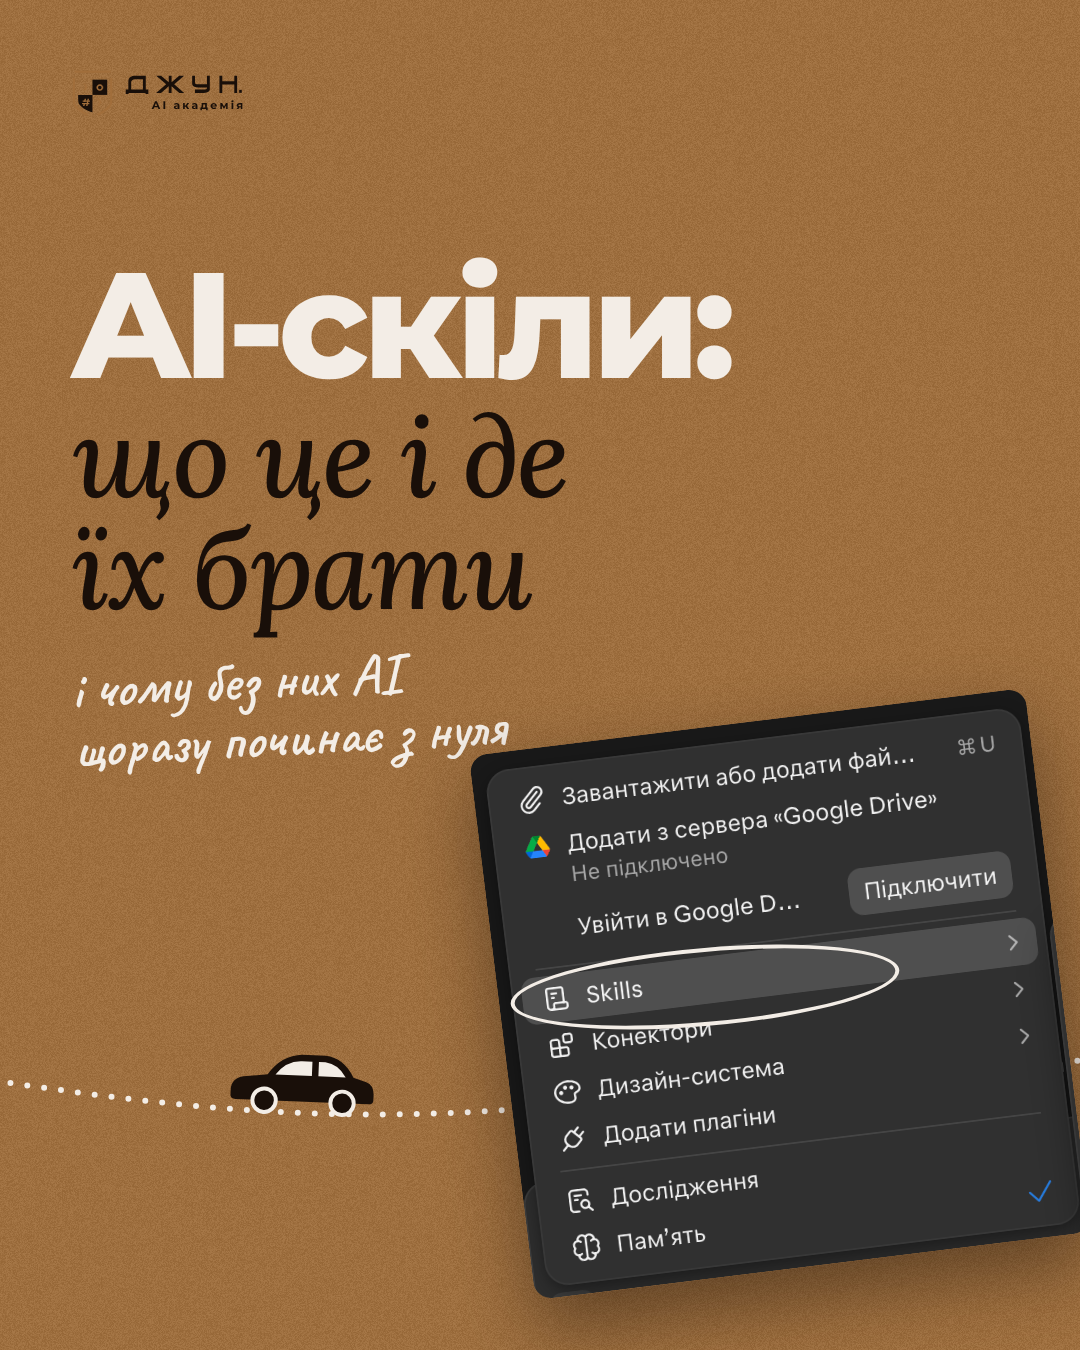 ДЖУН.
AI академія
AI-скіли:
що це і де
їх брати
і чому без них AI
щоразу починає з нуля
Завантажити або додати фай... ⌘U
Додати з сервера «Google Drive»
Не підключено
Увійти в Google D... Підключити
Skills
Конектори
Дизайн-система
Додати плагіни
Дослідження
Пам’ять